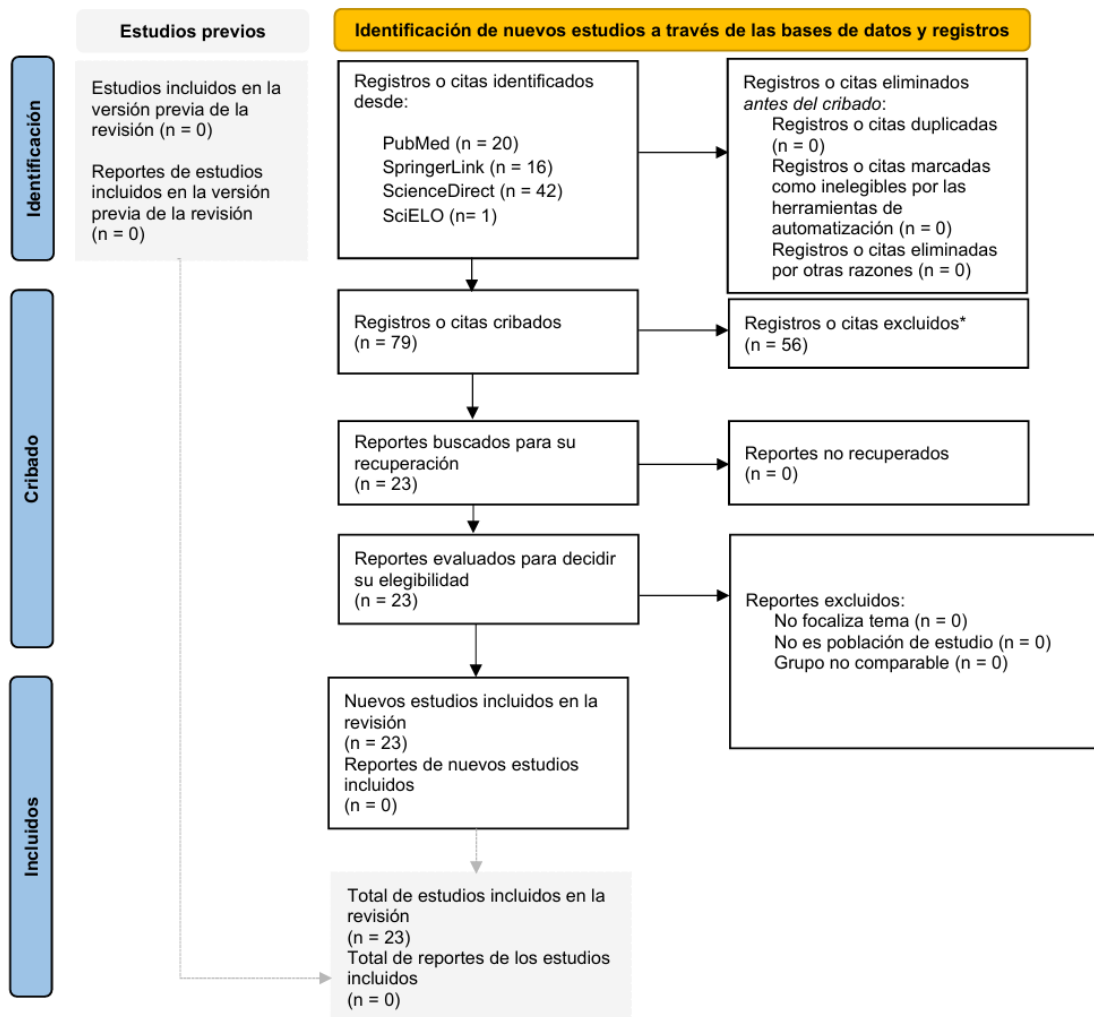 Estudios previos
Identificación de nuevos estudios a través de las bases de datos y registros
Identificación
Estudios incluidos en la
versión previa de la
revisión (n = 0)
Reportes de estudios
incluidos en la versión
previa de la revisión
(n = 0)
Registros o citas identificados
desde:
PubMed (n = 20)
SpringerLink (n = 16)
ScienceDirect (n = 42)
SciELO (n= 1)
Registros o citas eliminados
antes del cribado:
Registros o citas duplicadas
(n = 0)
Registros o citas marcadas
como inelegibles por las
herramientas de
automatización (n = 0)
Registros o citas eliminadas
por otras razones (n = 0)
Cribado
Registros o citas cribados
(n = 79)
Registros o citas excluidos*
(n = 56)
Reportes buscados para su
recuperación
(n = 23)
Reportes no recuperados
(n = 0)
Reportes evaluados para decidir
su elegibilidad
(n = 23)
Reportes excluidos:
No focaliza tema (n = 0)
No es población de estudio (n = 0)
Grupo no comparable (n = 0)
Incluidos
Nuevos estudios incluidos en la
revisión
(n = 23)
Reportes de nuevos estudios
incluidos
(n = 0)
Total de estudios incluidos en la
revisión
(n = 23)
Total de reportes de los estudios
incluidos
(n = 0)